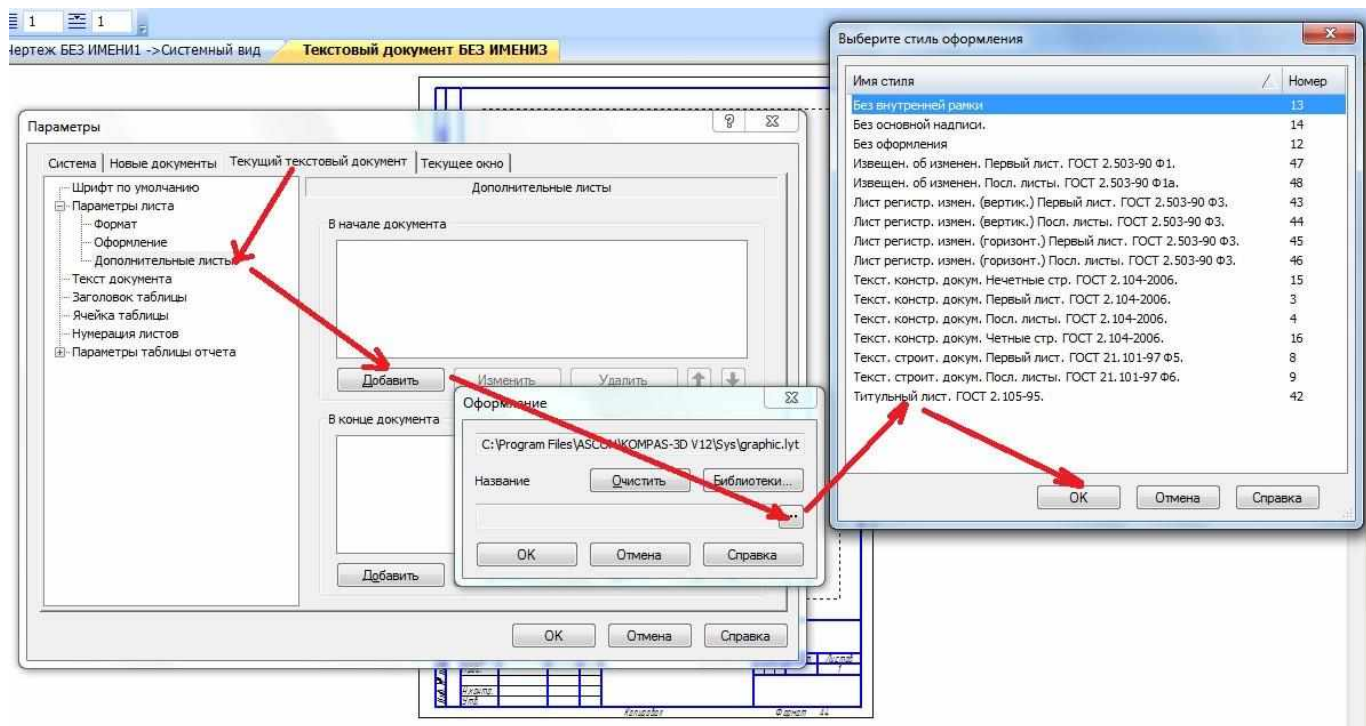 1 1
Чертеж БЕЗ ИМЕНИ1 ->Системный вид
Текстовый документ БЕЗ ИМЕНИ3
Параметры
Система
Новые документы
Текущий текстовый документ
Текущее окно
Шрифт по умолчанию
Параметры листа
Формат
Оформление
Дополнительные листы
Текст документа
Заголовок таблицы
Ячейка таблицы
Нумерация листов
Параметры таблицы отчета
Дополнительные листы
В начале документа
Добавить
Изменить
Удалить
В конце документа
Добавить
OK
Отмена
Справка
Оформление
C:\Program Files\ASCON\KOMPAS-3D V12\Sys\graphic.lyt
Название
Очистить
Библиотеки...
OK
Отмена
Справка
Выберите стиль оформления
Имя стиля Номер
Без внутренней рамки 13
Без основной надписи. 14
Без оформления 12
Извещен. об изменен. Первый лист. ГОСТ 2.503-90 Ф1. 47
Извещен. об изменен. Посл. листы. ГОСТ 2.503-90 Ф1а. 48
Лист регистр. измен. (вертик.) Первый лист. ГОСТ 2.503-90 Ф3. 43
Лист регистр. измен. (вертик.) Посл. листы. ГОСТ 2.503-90 Ф3. 44
Лист регистр. измен. (горизонт.) Первый лист. ГОСТ 2.503-90 Ф3. 45
Лист регистр. измен. (горизонт.) Посл. листы. ГОСТ 2.503-90 Ф3. 46
Текст. констр. докум. Нечетные стр. ГОСТ 2.104-2006. 15
Текст. констр. докум. Первый лист. ГОСТ 2.104-2006. 3
Текст. констр. докум. Посл. листы. ГОСТ 2.104-2006. 4
Текст. констр. докум. Четные стр. ГОСТ 2.104-2006. 16
Текст. строит. докум. Первый лист. ГОСТ 21.101-97 Ф5. 8
Текст. строит. докум. Посл. листы. ГОСТ 21.101-97 Ф6. 9
Титульный лист. ГОСТ 2.105-95. 42
OK
Отмена
Справка
Листов
1
Н.контр.
Утв.
Копировал
Формат А4